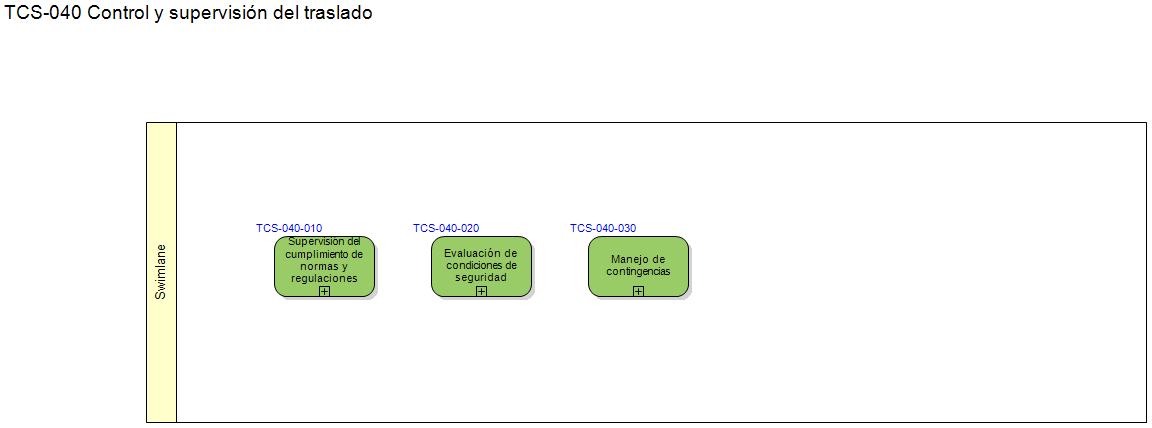 TCS-040 Control y supervisión del traslado
Swimlane
TCS-040-010
Supervisión del
cumplimiento de
normas y
regulaciones
TCS-040-020
Evaluación de
condiciones de
seguridad
TCS-040-030
Manejo de
contingencias